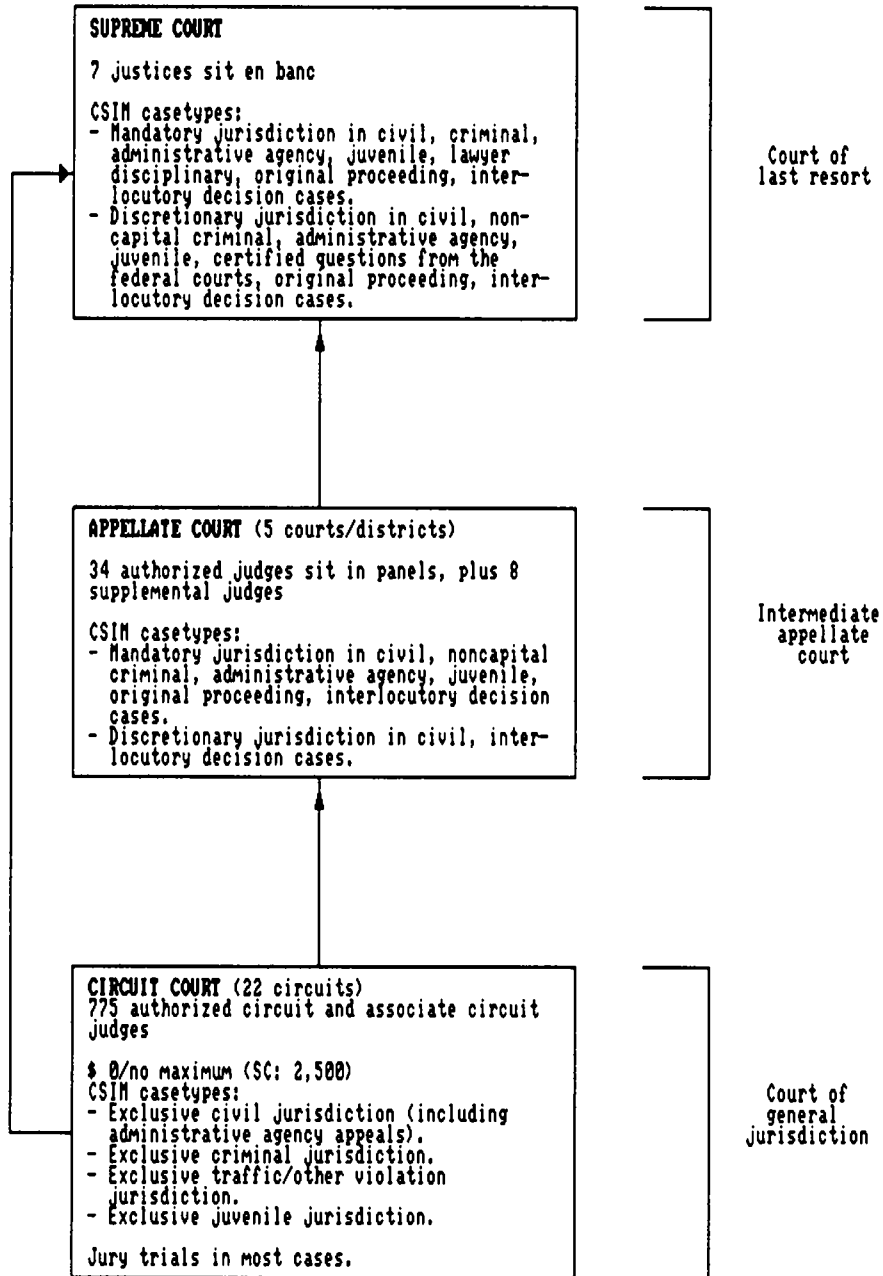 SUPREME COURT
7 justices sit en banc
CSIM casetypes:
- Mandatory jurisdiction in civil, criminal,
administrative agency, juvenile, lawyer
disciplinary, original proceeding, inter-
locutory decision cases.
- Discretionary jurisdiction in civil, non-
capital criminal, administrative agency,
juvenile, certified questions from the
federal courts, original proceeding, inter-
locutory decision cases.
Court of
last resort
APPELLATE COURT (5 courts/districts)
34 authorized judges sit in panels, plus 8
supplemental judges
CSIM casetypes:
- Mandatory jurisdiction in civil, noncapital
criminal, administrative agency, juvenile,
original proceeding, interlocutory decision
cases.
- Discretionary jurisdiction in civil, inter-
locutory decision cases.
Intermediate
appellate
court
CIRCUIT COURT (22 circuits)
775 authorized circuit and associate circuit
judges
$ 0/no maximum (SC: 2,500)
CSIM casetypes:
- Exclusive civil jurisdiction (including
administrative agency appeals).
- Exclusive criminal jurisdiction.
- Exclusive traffic/other violation
jurisdiction.
- Exclusive juvenile jurisdiction.
Jury trials in most cases.
Court of
general
jurisdiction